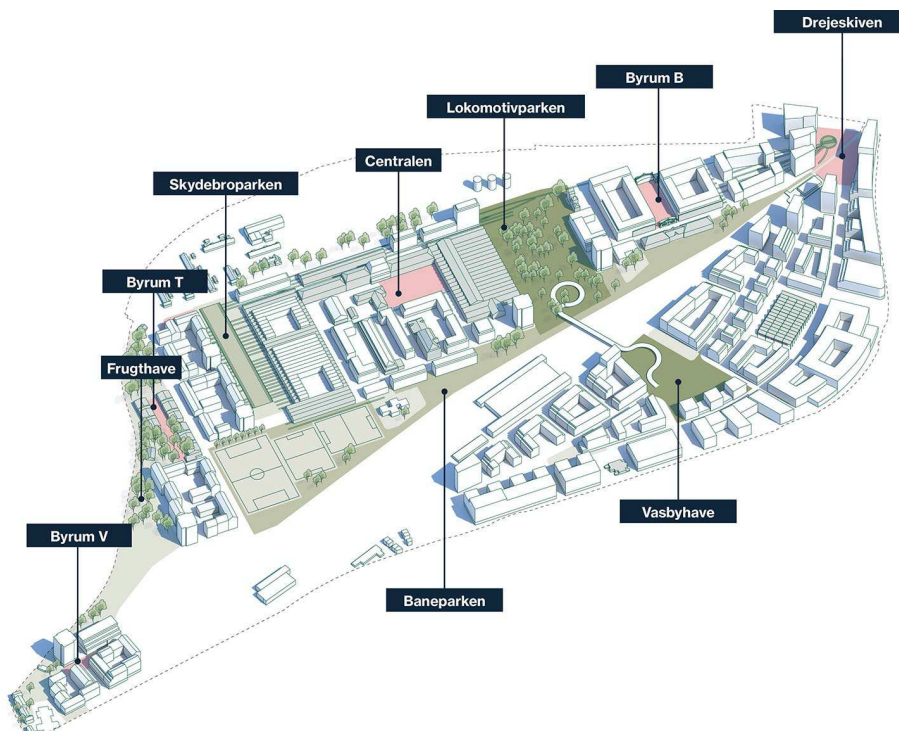 Drejeskiven
Byrum B
Lokomotivparken
Centralen
Skydebroparken
Byrum T
Frugthave
Vasbyhave
Byrum V
Baneparken